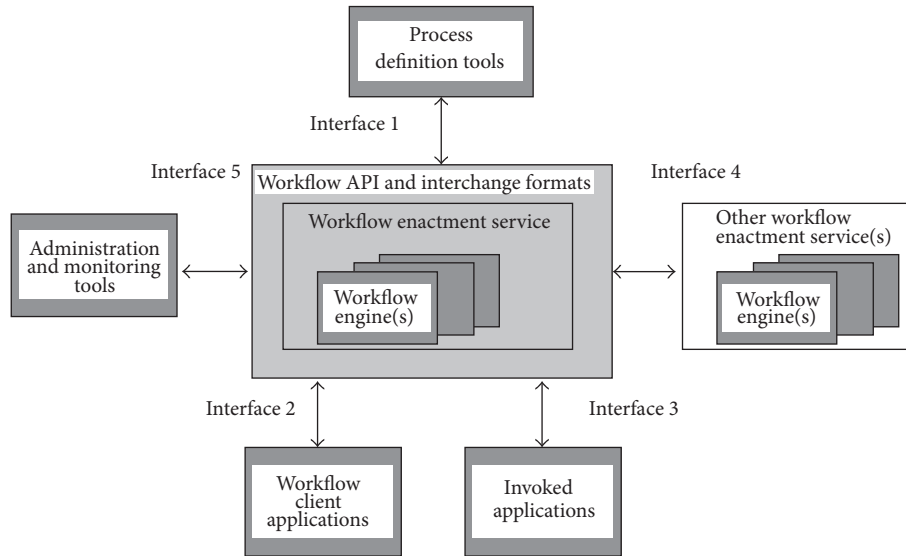 Process
definition tools
Interface 1
Interface 5
Workflow API and interchange formats
Interface 4
Workflow enactment service
Other workflow
enactment service(s)
Administration
and monitoring
tools
Workflow
engine(s)
Workflow
engine(s)
Interface 2
Interface 3
Workflow
client
applications
Invoked
applications